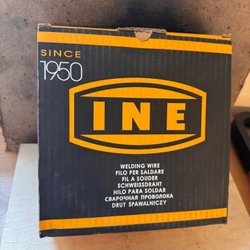 SINCE
1950
INE
WELDING WIRE
FILO PER SALDARE
FIL A SOUDER
SCHWEISSDRAHT
HILO PARA SOLDAR
СВАРОЧНАЯ ПРОВОЛОКА
DRUT SPAWALNICZY